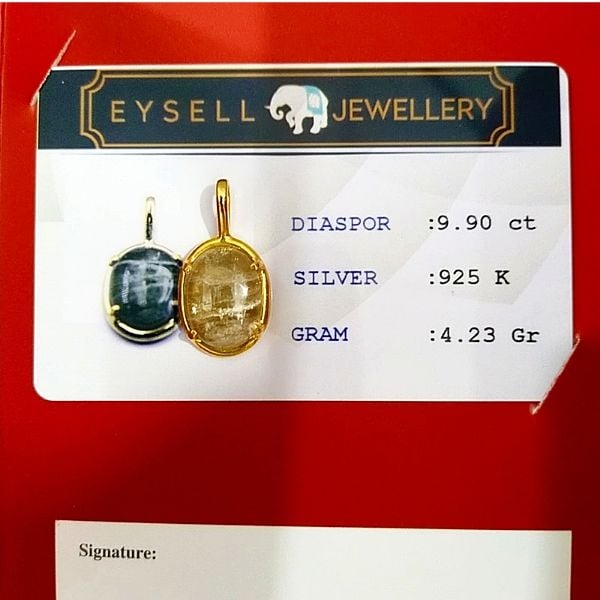 EYSELL JEWELLERY
DIASPOR :9.90 ct
SILVER :925 K
GRAM :4.23 Gr
Signature: